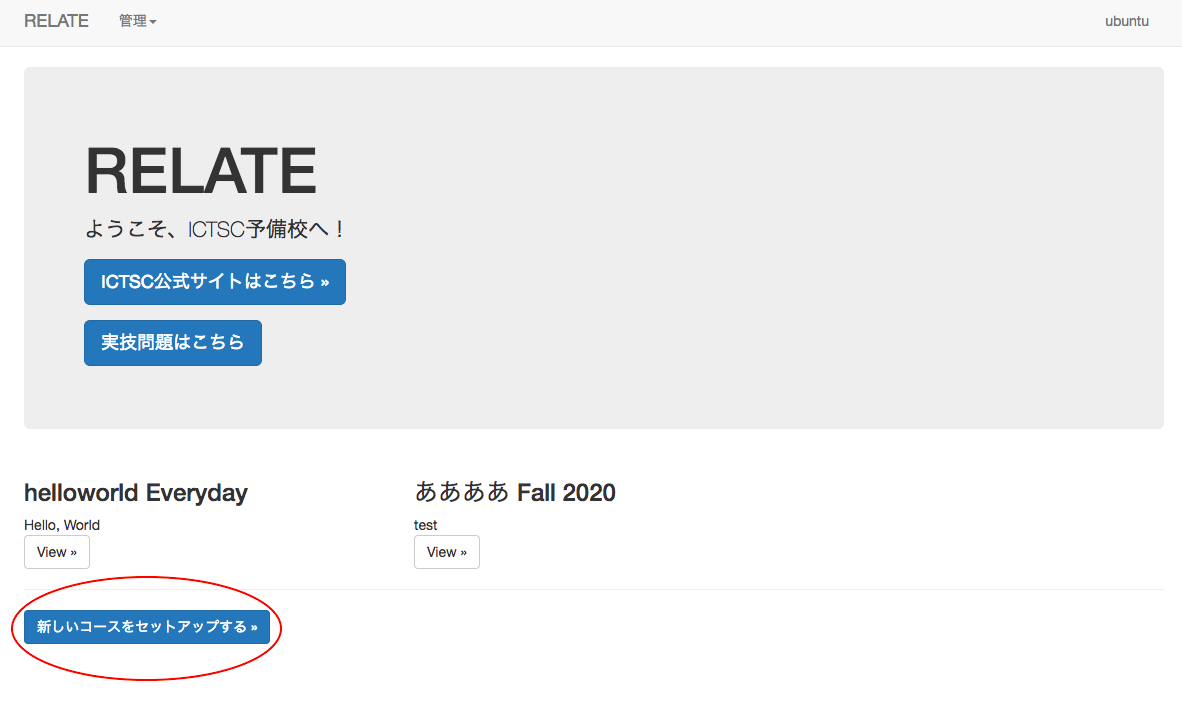 RELATE 管理 ubuntu
RELATE
ようこそ、ICTSC予備校へ！
ICTSC公式サイトはこちら »
実技問題はこちら
helloworld Everyday
Hello, World
View »
ああああ Fall 2020
test
View »
新しいコースをセットアップする »